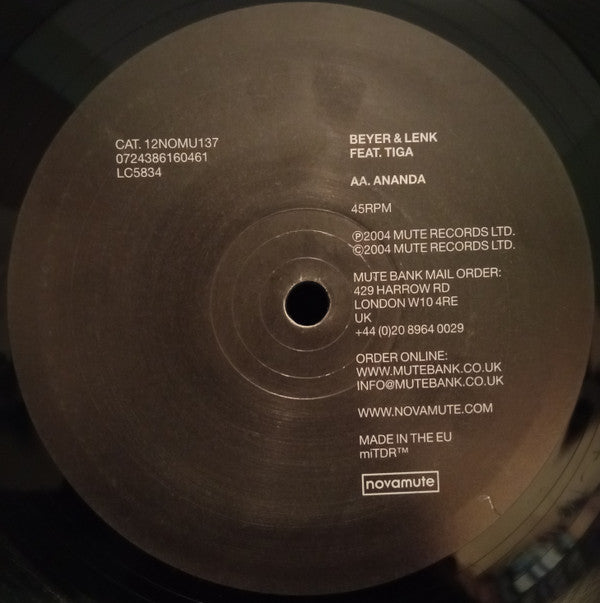 CAT. 12NOMU137
0724386160461
LC5834
BEYER & LENK
FEAT. TIGA
AA. ANANDA
45RPM
℗2004 MUTE RECORDS LTD.
©2004 MUTE RECORDS LTD.
MUTE BANK MAIL ORDER:
429 HARROW RD
LONDON W10 4RE
UK
+44 (0)20 8964 0029
ORDER ONLINE:
WWW.MUTEBANK.CO.UK
INFO@MUTEBANK.CO.UK
WWW.NOVAMUTE.COM
MADE IN THE EU
miTDR™
novamute